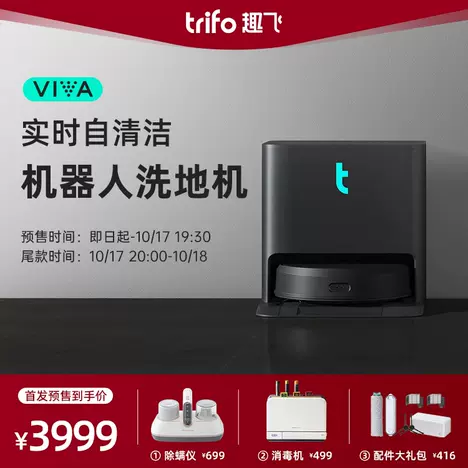 trifo 趣飞
VIVA
实时自清洁
机器人洗地机
预售时间：即日起-10/17 19:30
尾款时间：10/17 20:00-10/18
t
首发预售到手价
¥3999
① 除螨仪 ¥699
② 消毒机 ¥499
③ 配件大礼包 ¥416